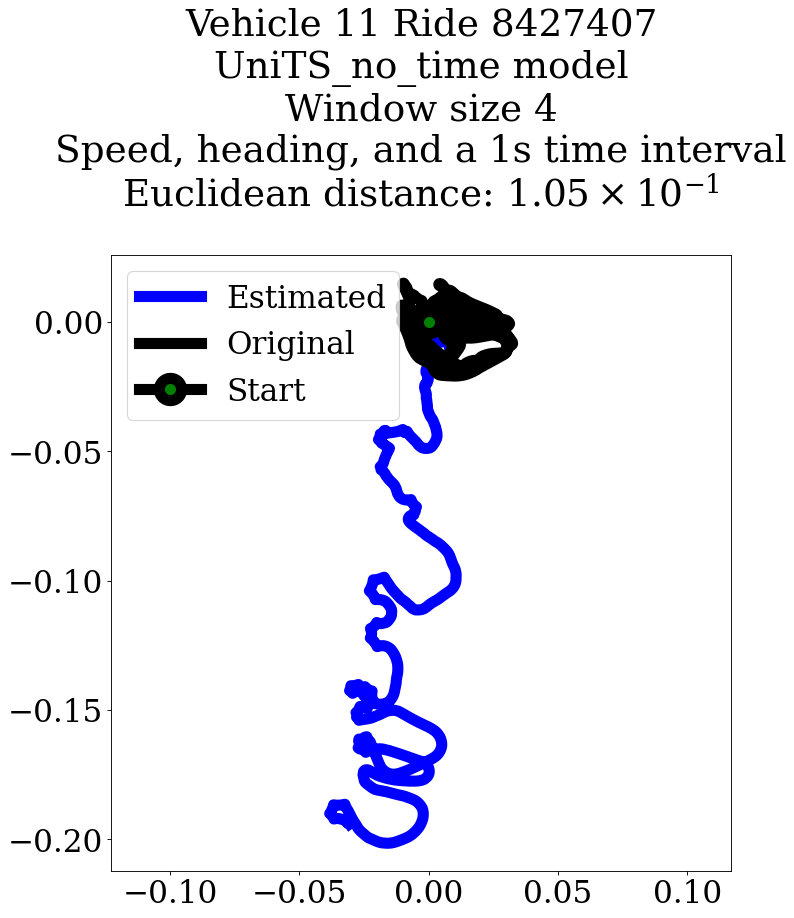 Vehicle 11 Ride 8427407
UniTS_no_time model
Window size 4
Speed, heading, and a 1s time interval
Euclidean distance: 1.05 × 10⁻¹
Estimated
Original
Start
0.00
−0.05
−0.10
−0.15
−0.20
−0.10
−0.05
0.00
0.05
0.10